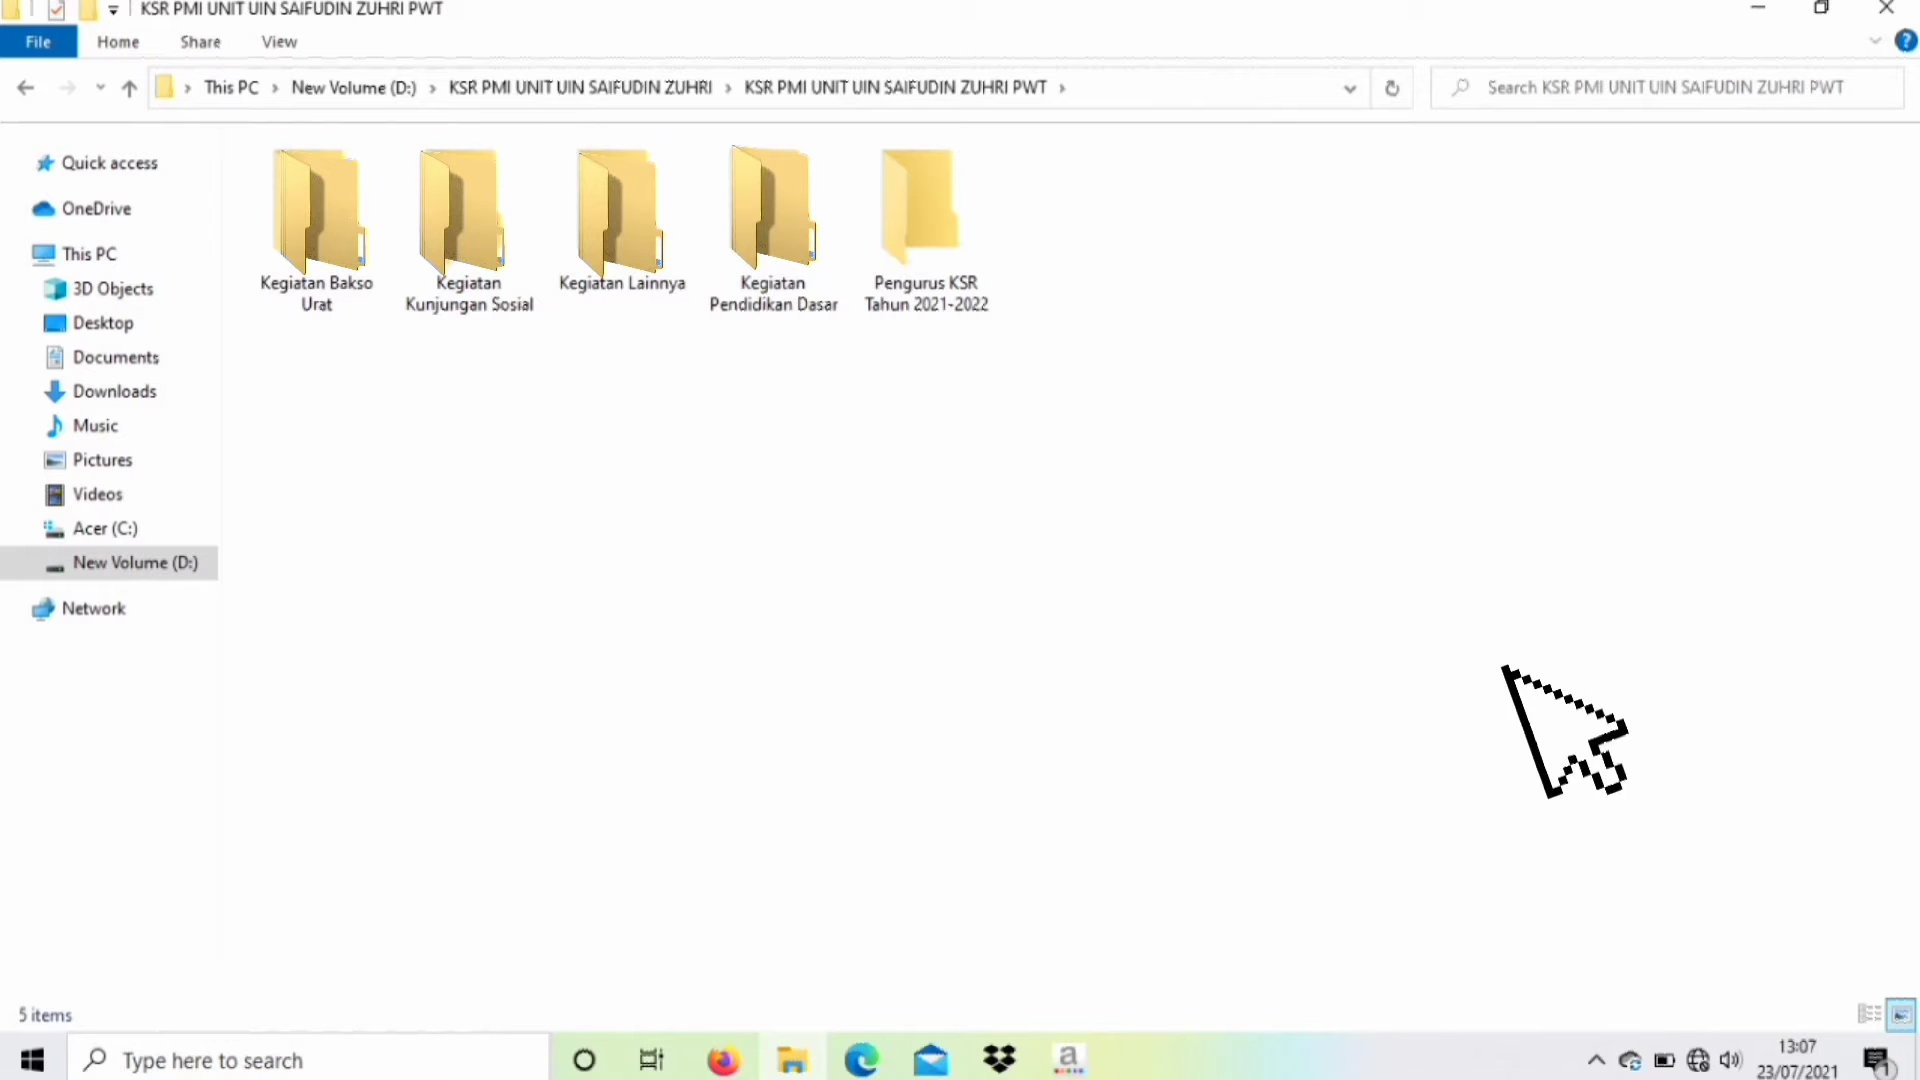 KSR PMI UNIT UIN SAIFUDIN ZUHRI PWT
File Home Share View
This PC New Volume (D:) KSR PMI UNIT UIN SAIFUDIN ZUHRI KSR PMI UNIT UIN SAIFUDIN ZUHRI PWT
Search KSR PMI UNIT UIN SAIFUDIN ZUHRI PWT
Quick access
OneDrive
This PC
3D Objects
Desktop
Documents
Downloads
Music
Pictures
Videos
Acer (C:)
New Volume (D:)
Network
Kegiatan Bakso
Urat
Kegiatan
Kunjungan Sosial
Kegiatan Lainnya
Kegiatan
Pendidikan Dasar
Pengurus KSR
Tahun 2021-2022
5 items
Type here to search
a
13:07
23/07/2021
1